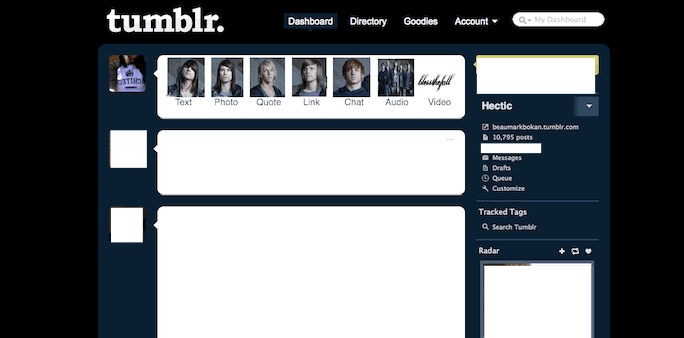 tumblr.
Dashboard Directory Goodies Account
My Dashboard
Text Photo Quote Link Chat Audio Video
blessthefall
Hectic
beaumarkbokan.tumblr.com
10,795 posts
Messages
Drafts
Queue
Customize
Tracked Tags
Search Tumblr
Radar